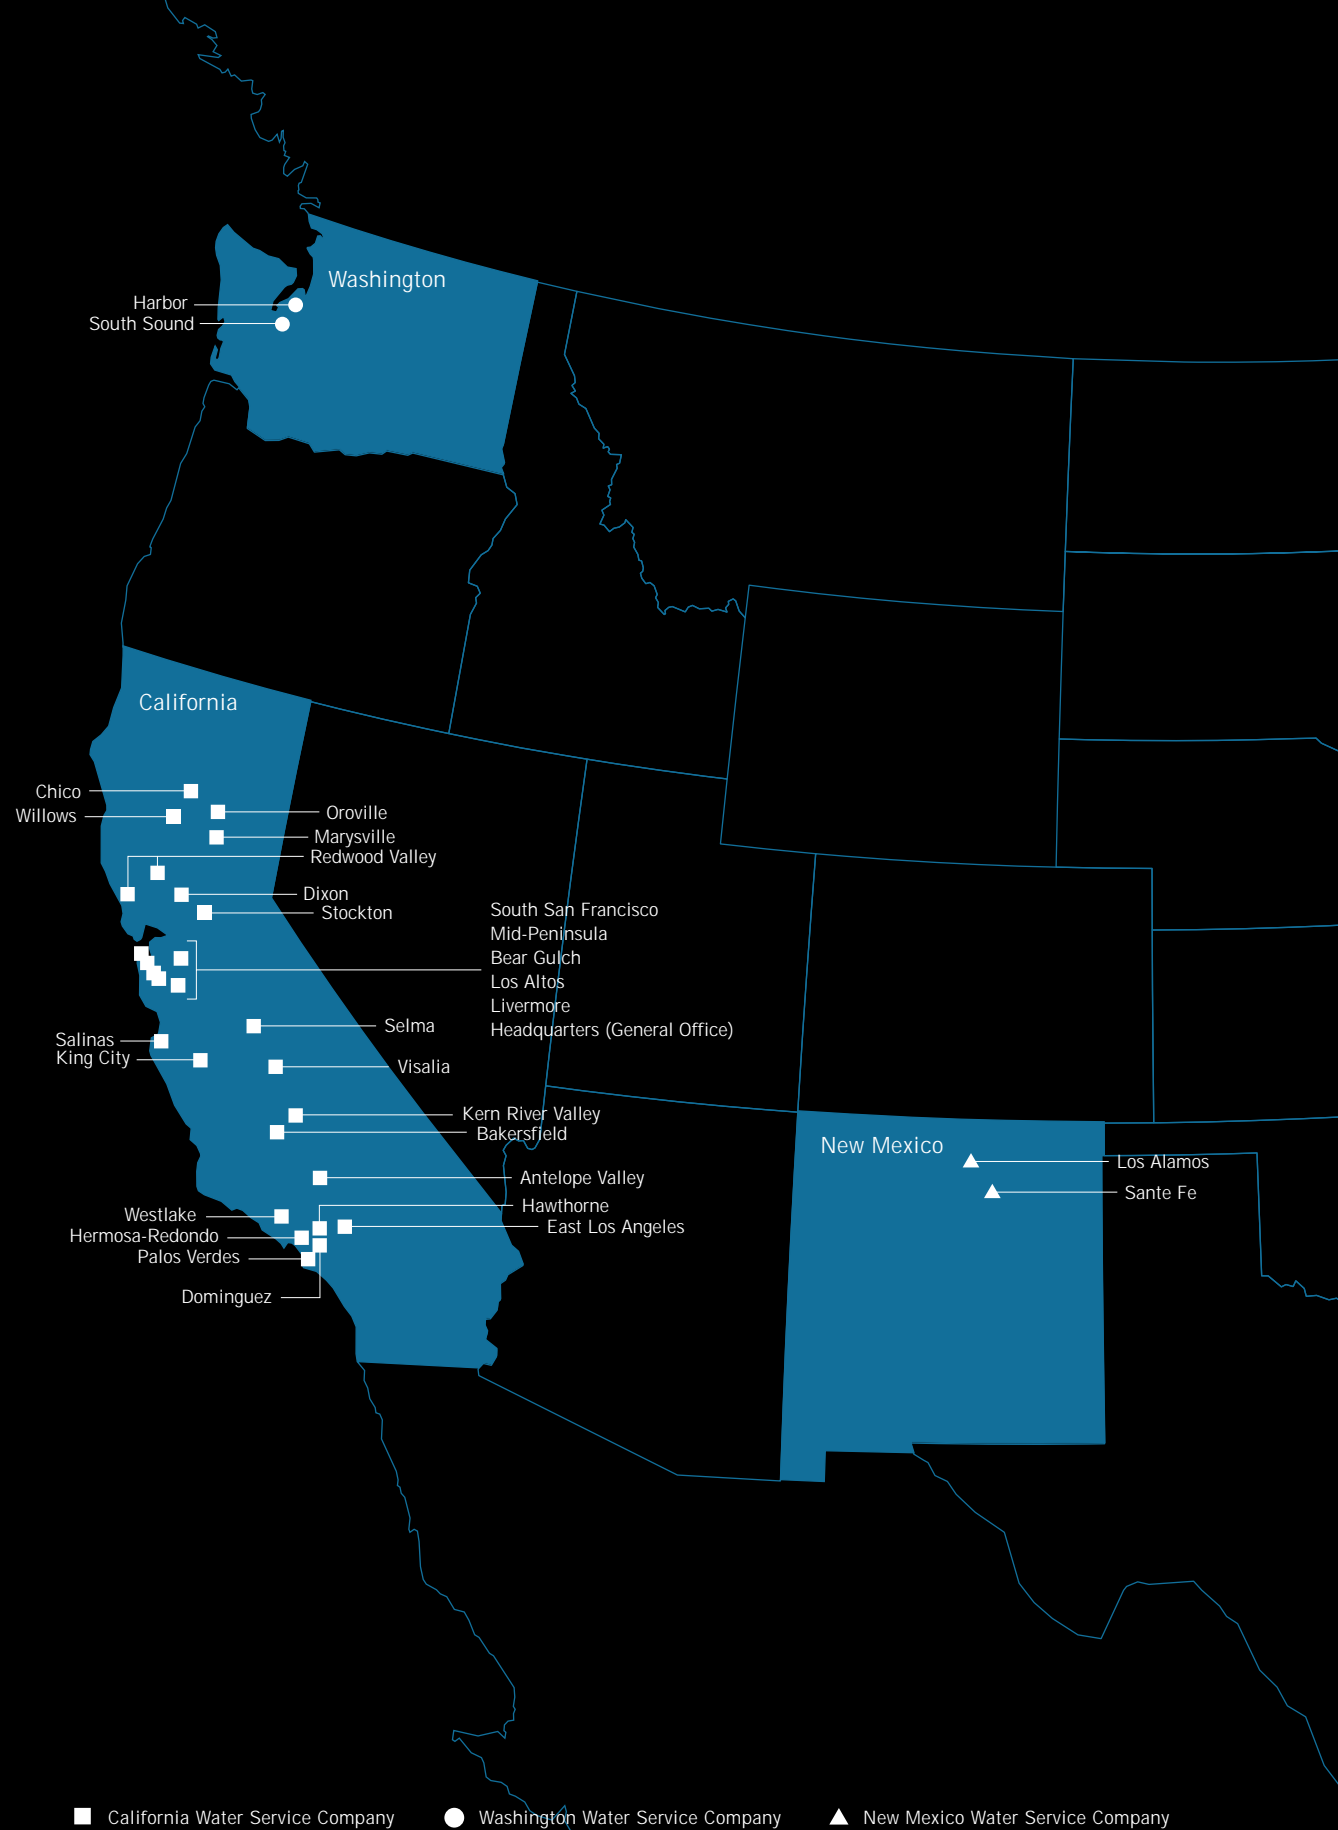 Washington
Harbor
South Sound
California
Chico
Willows
Oroville
Marysville
Redwood Valley
Dixon
Stockton
South San Francisco
Mid-Peninsula
Bear Gulch
Los Altos
Livermore
Headquarters (General Office)
Selma
Salinas
King City
Visalia
Kern River Valley
Bakersfield
New Mexico
Los Alamos
Antelope Valley
Sante Fe
Hawthorne
Westlake
East Los Angeles
Hermosa-Redondo
Palos Verdes
Dominguez
California Water Service Company
Washington Water Service Company
New Mexico Water Service Company